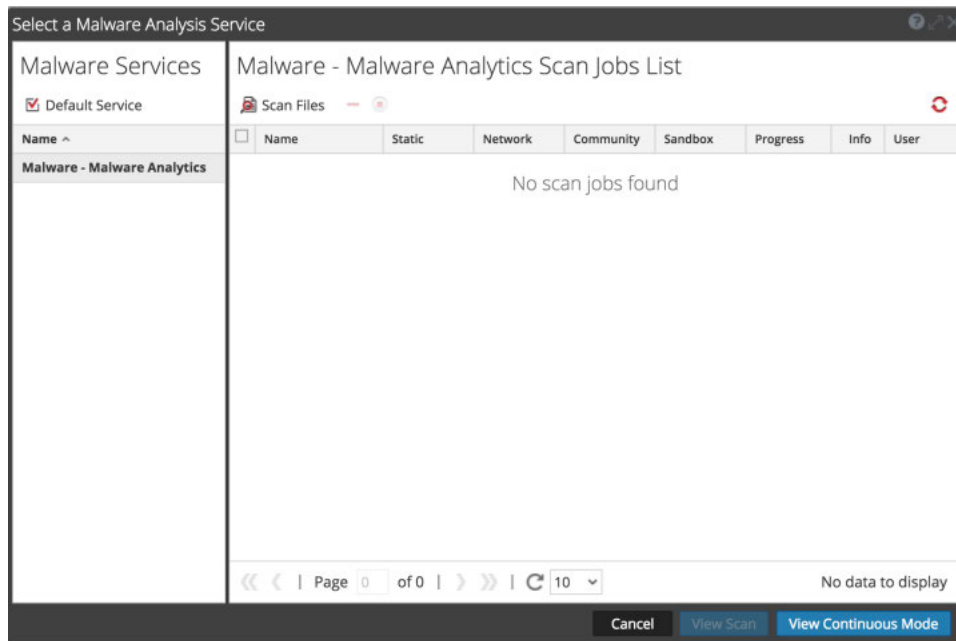 Select a Malware Analysis Service
Malware Services
Default Service
Name
Malware - Malware Analytics
Malware - Malware Analytics Scan Jobs List
Scan Files
Name Static Network Community Sandbox Progress Info User
No scan jobs found
| Page 0 of 0 | | 10 No data to display
Cancel View Scan View Continuous Mode